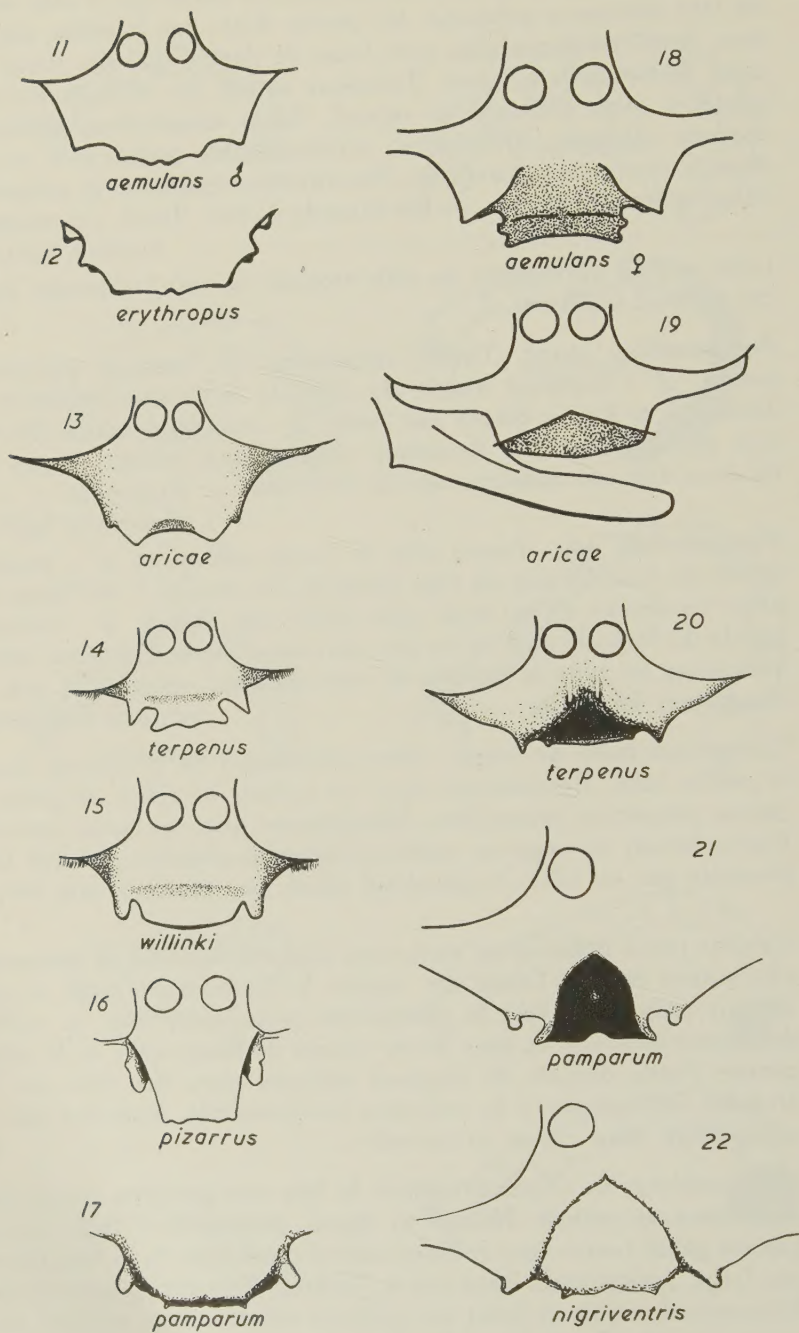 11
aemulans ♂
12
erythropus
13
aricae
14
terpenus
15
willinki
16
pizarrus
17
pamparum
18
aemulans ♀
19
aricae
20
terpenus
21
pamparum
22
nigriventris